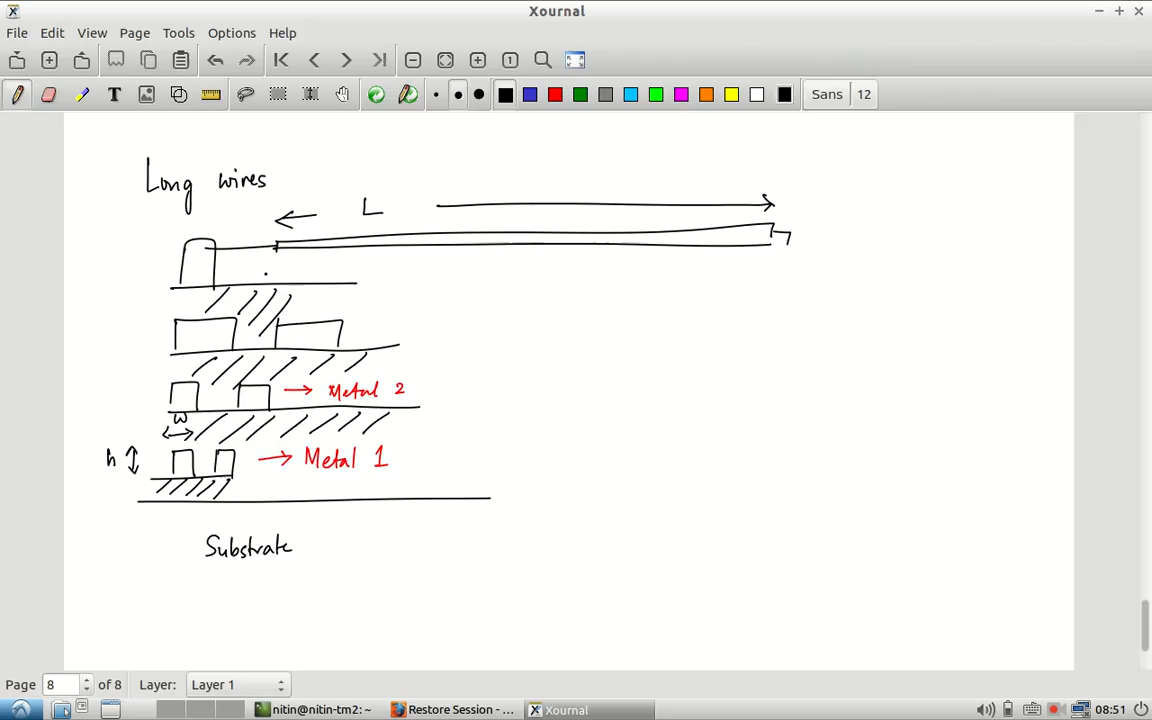 Xournal
File Edit View Page Tools Options Help
Sans 12
Long wires
L
Metal 2
w
h
Metal 1
Substrate
Page 8 of 8 Layer: Layer 1
nitin@nitin-tm2: ~ Restore Session - ... Xournal 08:51